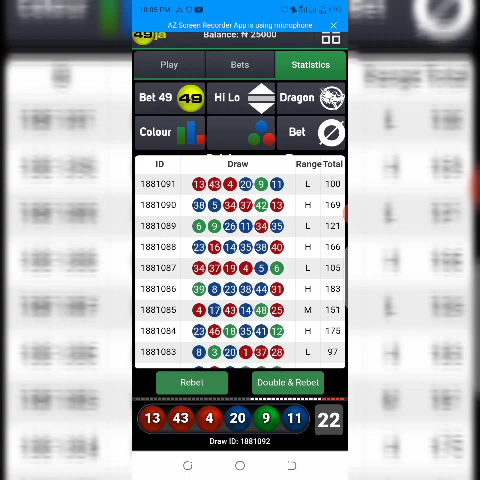 10:05 PM
AZ Screen Recorder App is using microphone
49ja Balance: ₦ 25000
Play Bets Statistics
Bet 49 49 Hi Lo Dragon
Colour Bet
ID Draw Range Total
1881091 13 43 4 20 9 11 L 100
1881090 38 5 34 37 42 13 H 169
1881089 6 9 26 11 34 35 L 121
1881088 23 16 14 35 38 40 H 166
1881087 34 37 19 4 5 6 L 105
1881086 39 8 23 38 44 31 H 183
1881085 4 17 43 14 48 25 M 151
1881084 23 46 18 35 41 12 H 175
1881083 8 3 20 1 37 28 L 97
Rebet Double & Rebet
13 43 4 20 9 11 22
Draw ID: 1881092